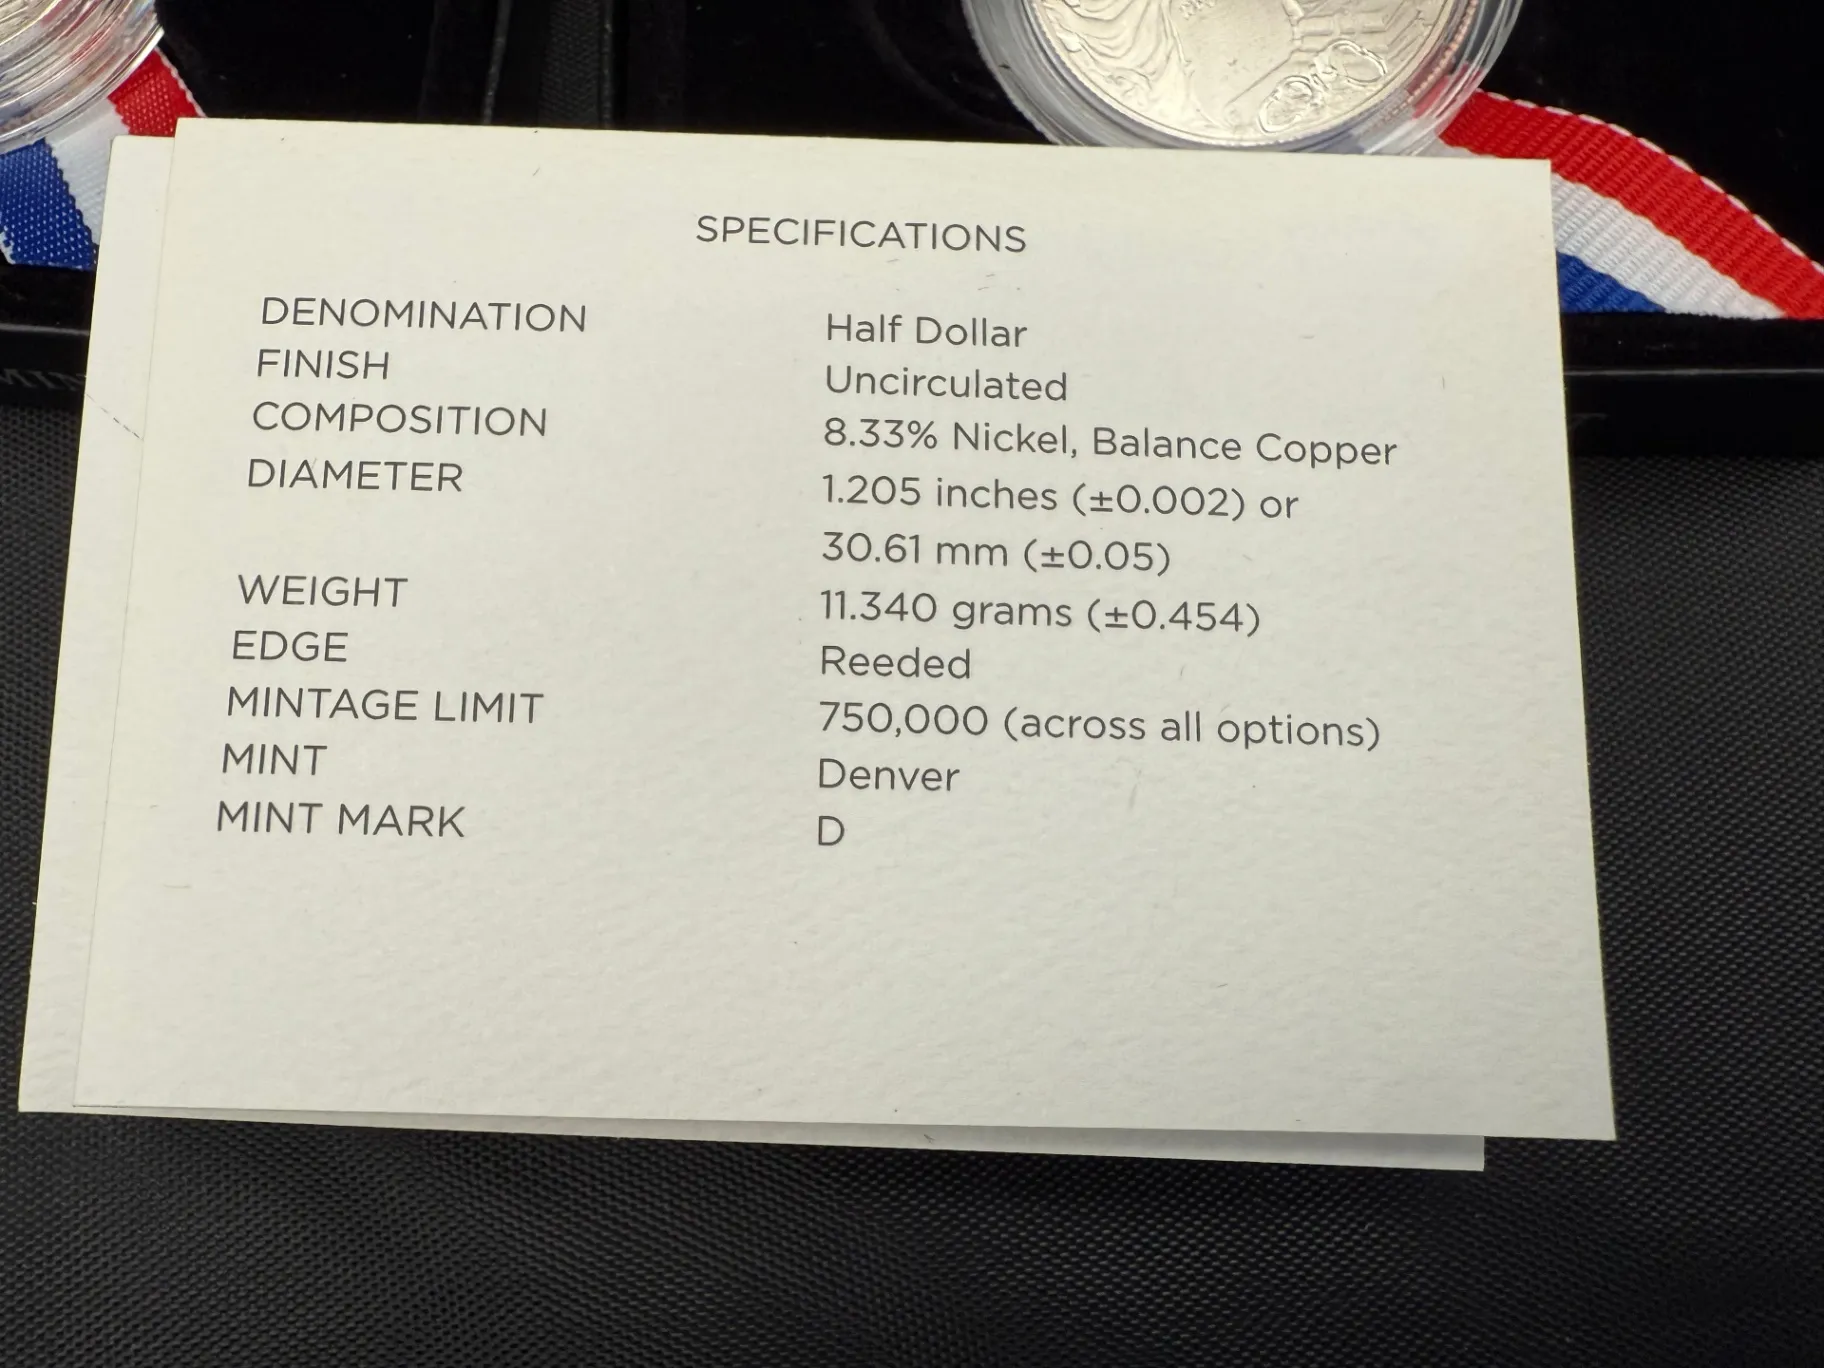 SPECIFICATIONS
DENOMINATION Half Dollar
FINISH Uncirculated
COMPOSITION 8.33% Nickel, Balance Copper
DIAMETER 1.205 inches (±0.002) or
30.61 mm (±0.05)
WEIGHT 11.340 grams (±0.454)
EDGE Reeded
MINTAGE LIMIT 750,000 (across all options)
MINT Denver
MINT MARK D